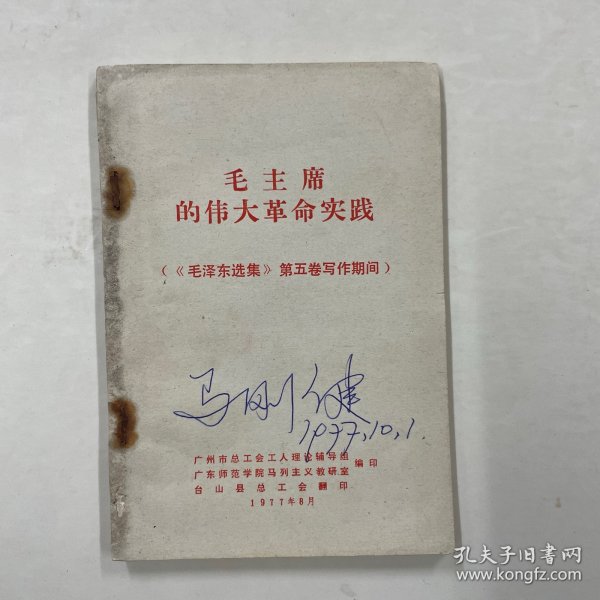 毛主席
的伟大革命实践
(《毛泽东选集》第五卷写作期间)
马刚健
1977.10.1.
广州市总工会工人理论辅导组
广东师范学院马列主义教研室
编印
台山县总工会翻印
1977年8月
孔夫子旧书网
www.kongfz.com